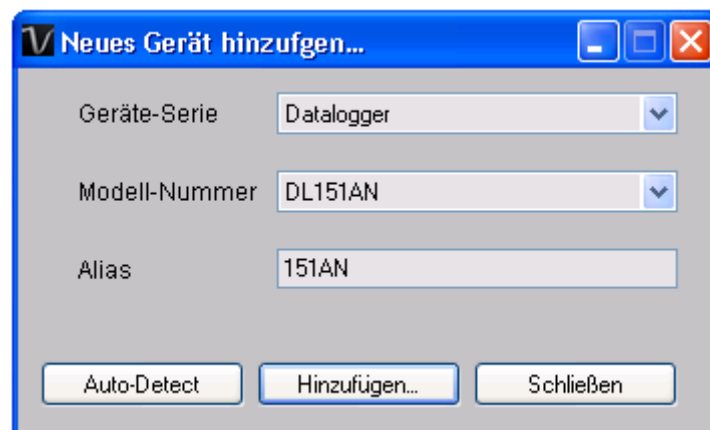 Neues Gerät hinzufgen...
Geräte-Serie Datalogger
Modell-Nummer DL151AN
Alias 151AN
Auto-Detect Hinzufügen... Schließen